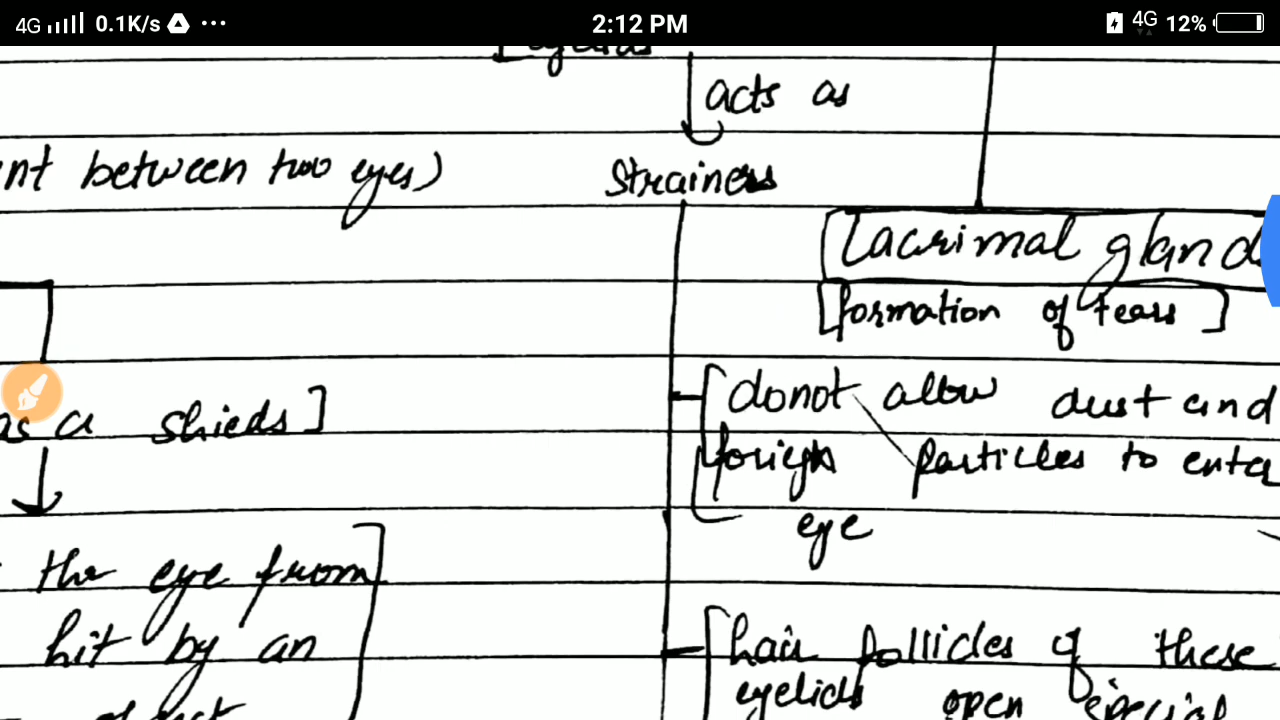 4G 0.1K/s ... 2:12 PM 4G 12%
acts as
nt between two eyes)
Strainers
[Lacrimal gland
[formation of tears]
as a shieds]
[donot allow dust and
foriegn particles to enter
eye
the eye from
hit by an
[hair follicles of these
eyelids open special